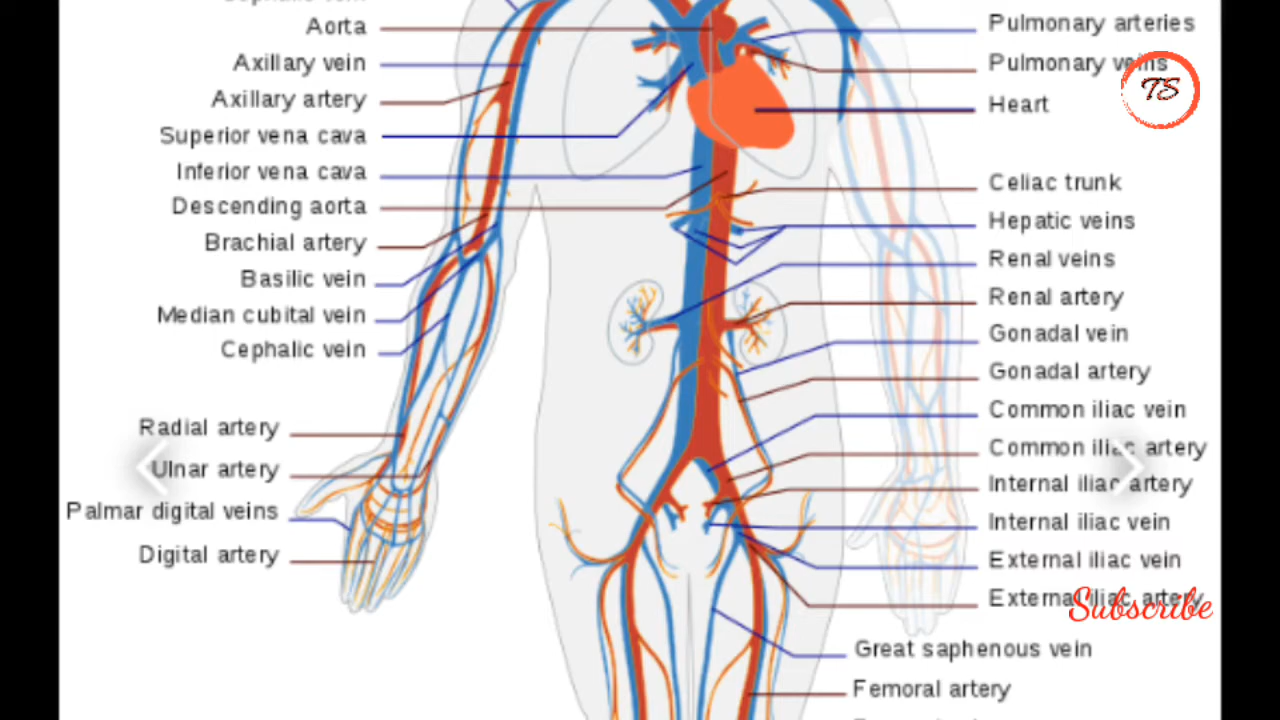 Aorta
Axillary vein
Axillary artery
Superior vena cava
Inferior vena cava
Descending aorta
Brachial artery
Basilic vein
Median cubital vein
Cephalic vein
Radial artery
Ulnar artery
Palmar digital veins
Digital artery
Pulmonary arteries
Pulmonary veins
TS
Heart
Celiac trunk
Hepatic veins
Renal veins
Renal artery
Gonadal vein
Gonadal artery
Common iliac vein
Common iliac artery
Internal iliac artery
Internal iliac vein
External iliac vein
External iliac artery
Subscribe
Great saphenous vein
Femoral artery